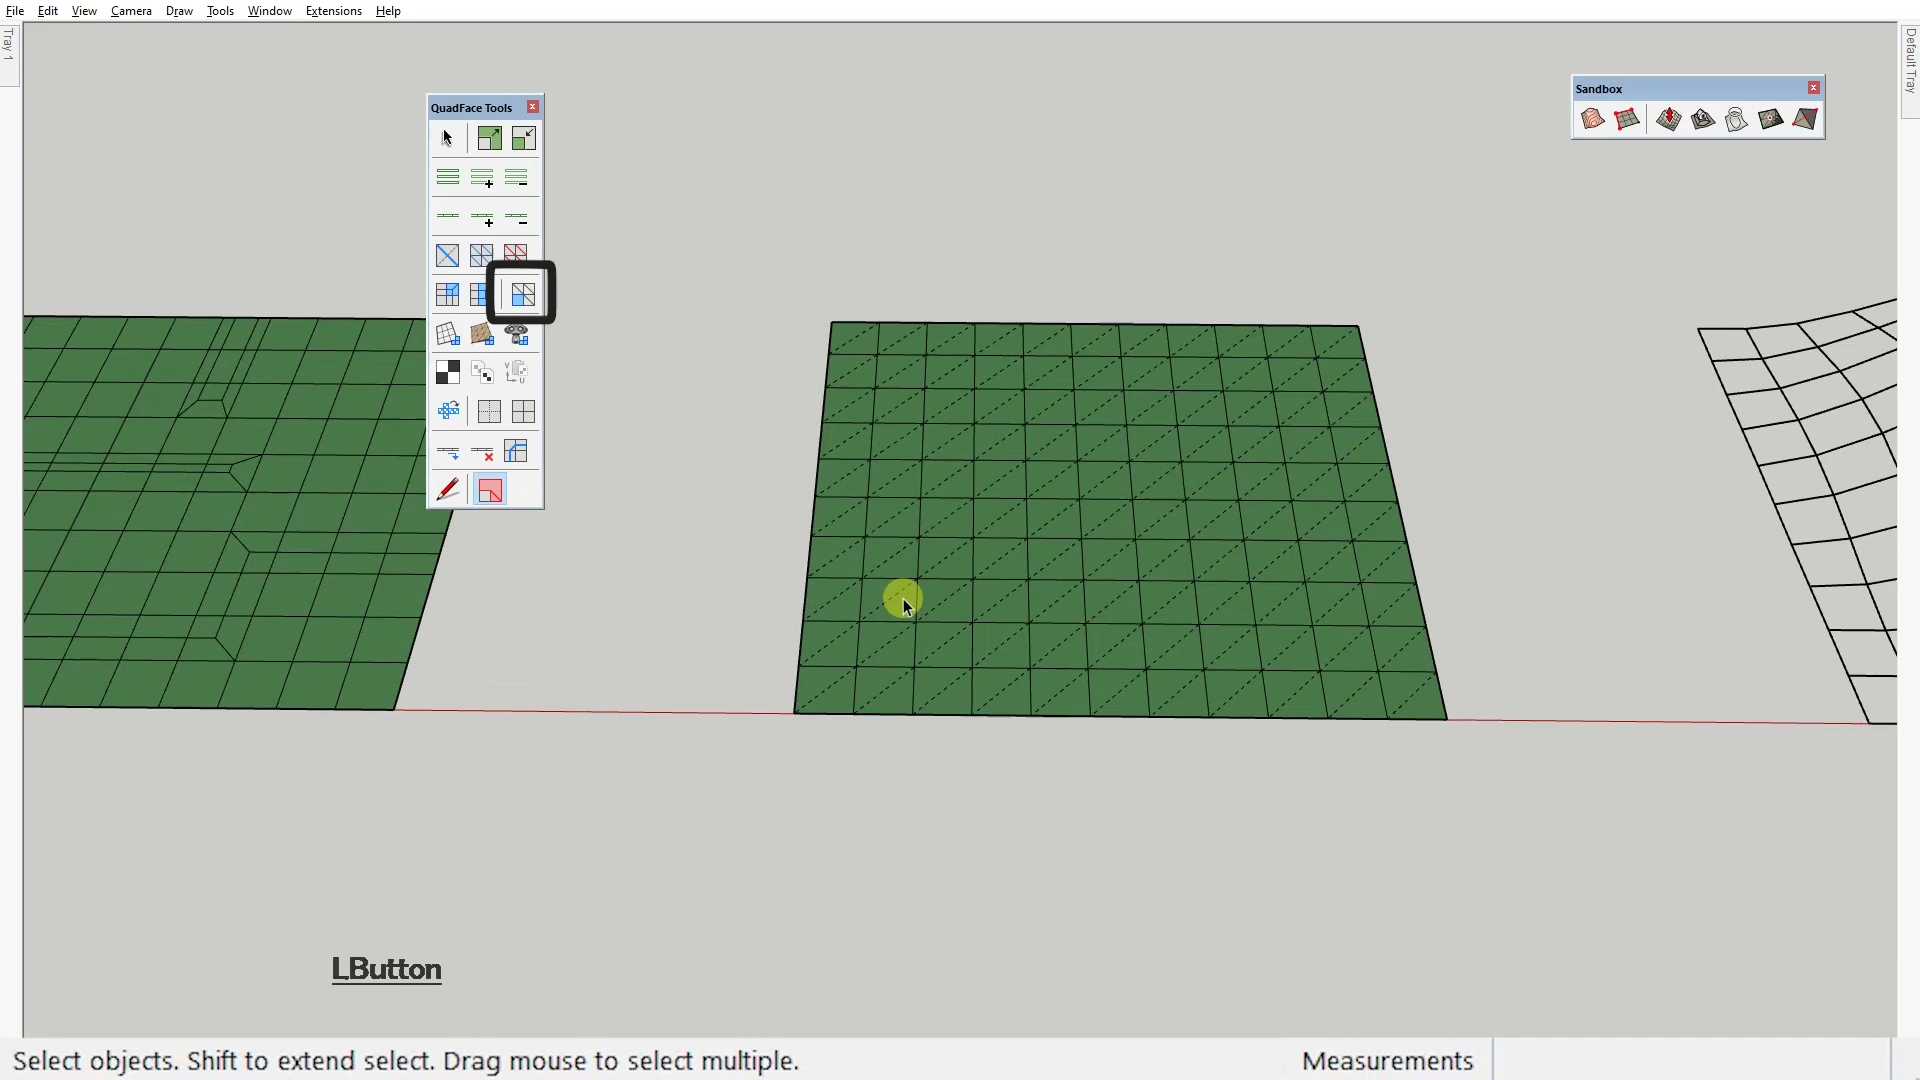 File Edit View Camera Draw Tools Window Extensions Help
Tray 1
Default Tray
QuadFace Tools
Sandbox
LButton
Select objects. Shift to extend select. Drag mouse to select multiple.
Measurements